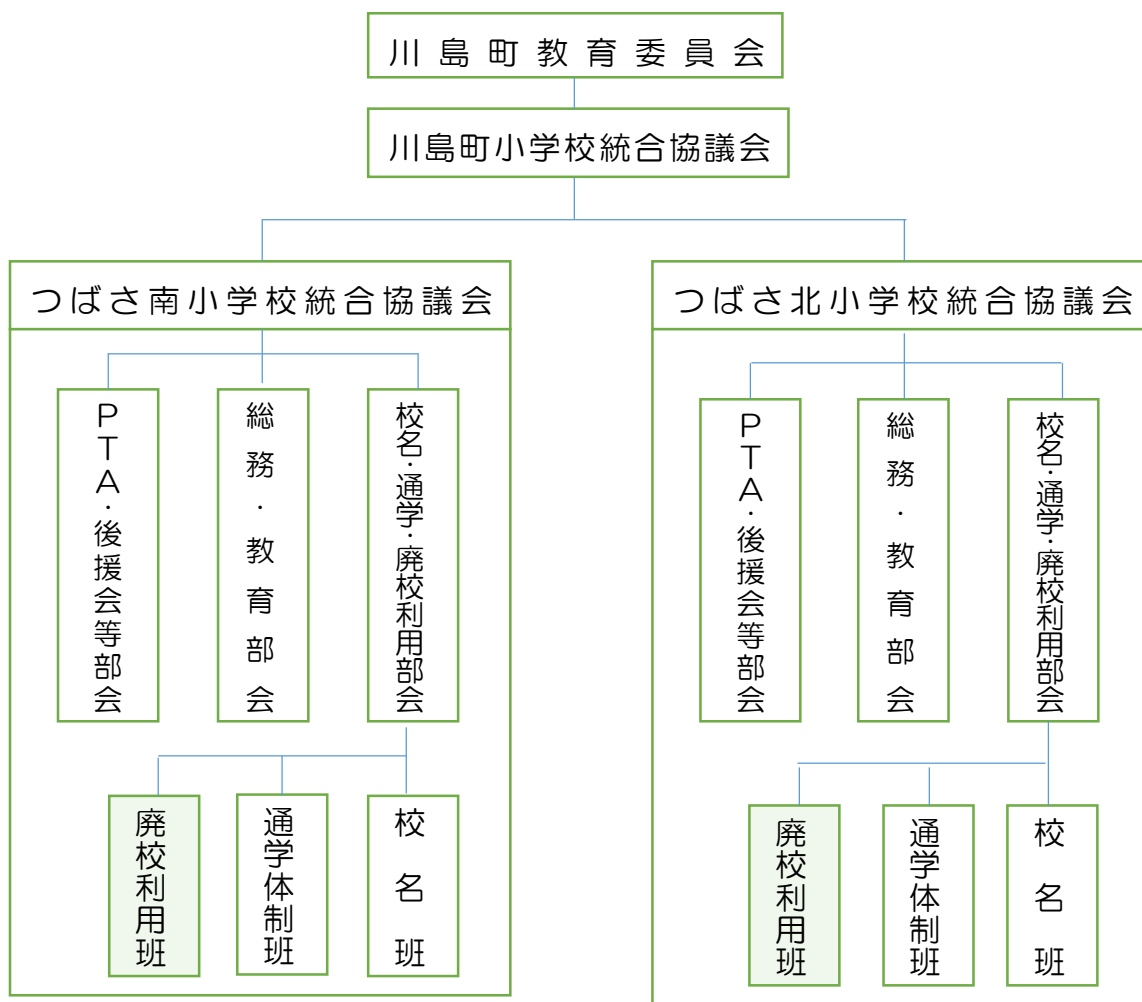 川島町教育委員会
川島町小学校統合協議会
つばさ南小学校統合協議会
つばさ北小学校統合協議会
校名・通学・廃校利用部会
総務・教育部会
PTA・後援会等部会
校名・通学・廃校利用部会
総務・教育部会
PTA・後援会等部会
校名班
通学体制班
廃校利用班
校名班
通学体制班
廃校利用班